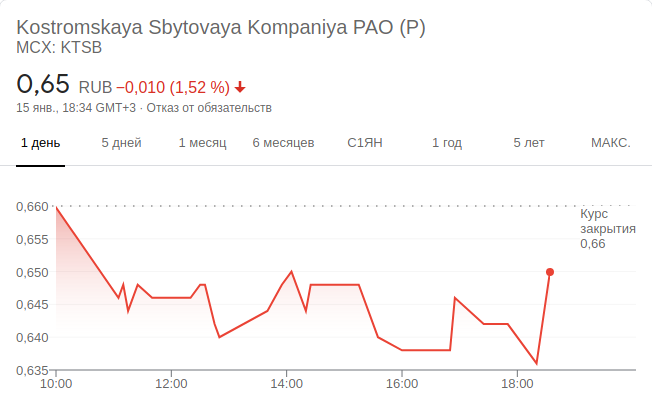 Kostromskaya Sbytovaya Kompaniya PAO (P)
MCX: KTSB
0,65 RUB −0,010 (1,52 %)
15 янв., 18:34 GMT+3 · Отказ от обязательств
1 день 5 дней 1 месяц 6 месяцев С1ЯН 1 год 5 лет МАКС.
0,660
Курс
закрытия
0,66
0,655
0,650
0,645
0,640
0,635
10:00 12:00 14:00 16:00 18:00